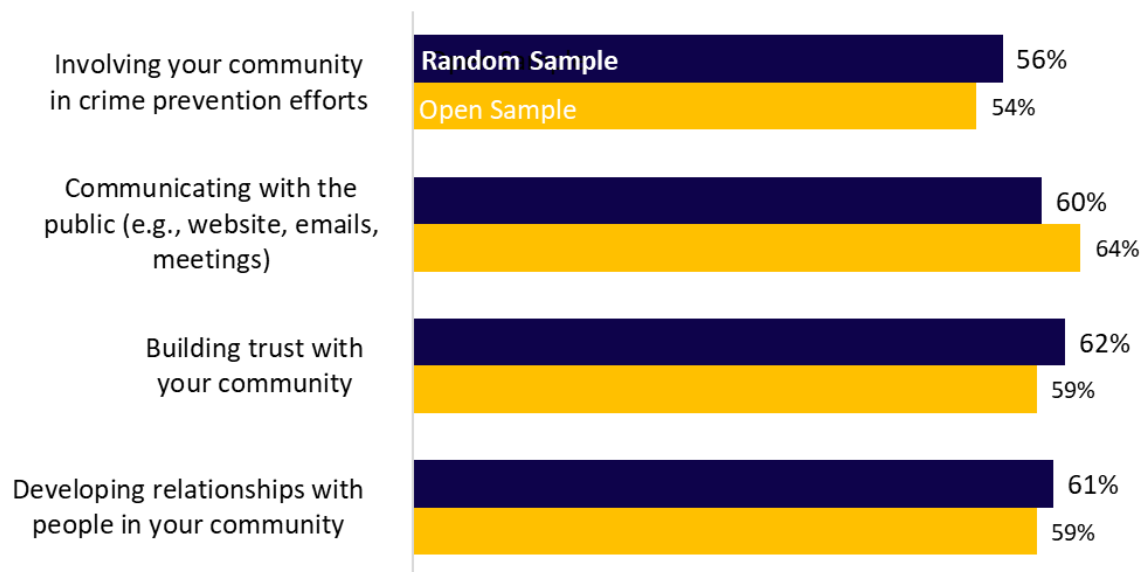 Involving your community
in crime prevention efforts
Random Sample
56%
Open Sample
54%
Communicating with the
public (e.g., website, emails,
meetings)
60%
64%
Building trust with
your community
62%
59%
Developing relationships with
people in your community
61%
59%